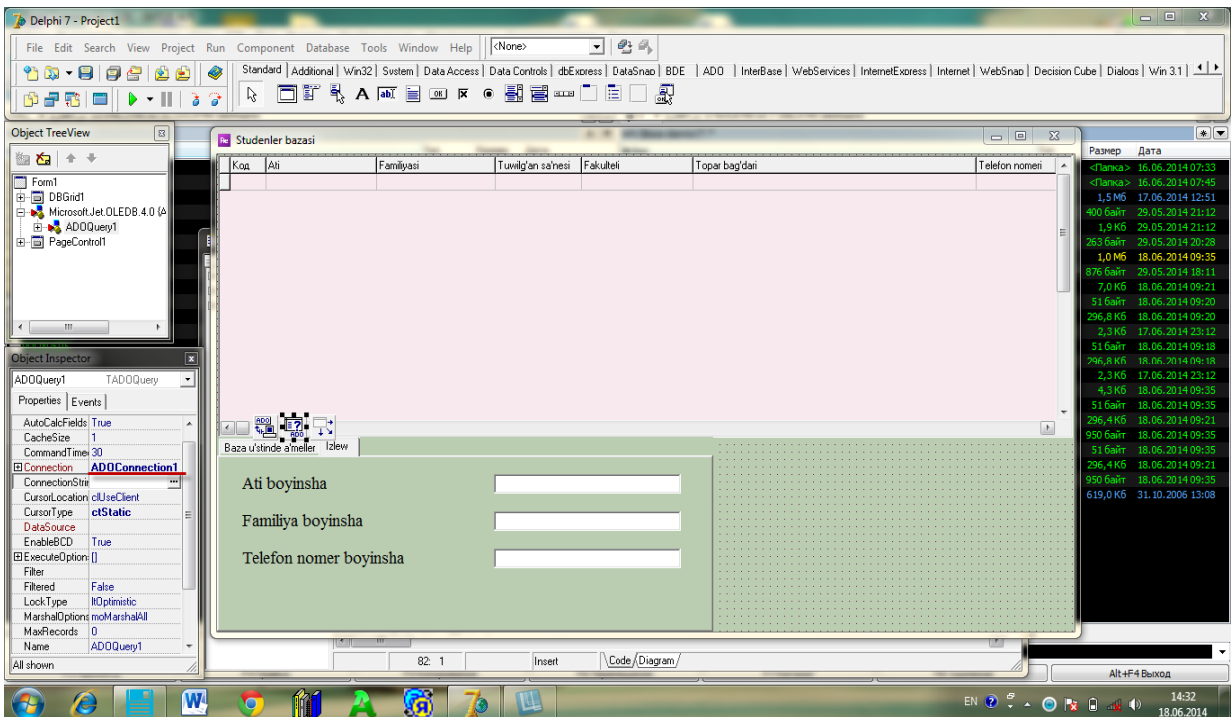 Delphi 7 - Project1
File Edit Search View Project Run Component Database Tools Window Help <None>
Standard Additional Win32 System Data Access Data Controls dbExpress DataSnap BDE ADO InterBase WebServices InternetExpress Internet WebSnap Decision Cube Dialogs Win 3.1
Object TreeView
Form1
DBGrid1
Microsoft.Jet.OLEDB.4.0 (A
ADOQuery1
PageControl1
Object Inspector
ADOQuery1 TADOQuery
Properties Events
AutoCalcFields True
CacheSize 1
CommandTime 30
Connection ADOConnection1
ConnectionStri
CursorLocation clUseClient
CursorType ctStatic
DataSource
EnableBCD True
ExecuteOption []
Filter
Filtered False
LockType ltOptimistic
MarshalOptions moMarshalAll
MaxRecords 0
Name ADOQuery1
All shown
Studenler bazasi
Код Ati Familiyasi Tuwilg'an sa'nesi Fakulteli Topar bag'dari Telefon nomeri
Baza u'stinde a'meller Izlew
Ati boyinsha
Familiya boyinsha
Telefon nomer boyinsha
82: 1 Insert Code Diagram
Размер Дата
<Папка> 16.06.2014 07:33
<Папка> 16.06.2014 07:45
1,5 Мб 17.06.2014 12:51
400 байт 29.05.2014 21:12
1,9 Кб 29.05.2014 21:12
263 байт 29.05.2014 20:28
1,0 Мб 18.06.2014 09:35
876 байт 29.05.2014 18:11
7,0 Кб 18.06.2014 09:21
51 байт 18.06.2014 09:20
296,8 Кб 18.06.2014 09:20
2,3 Кб 17.06.2014 23:12
51 байт 18.06.2014 09:18
296,8 Кб 18.06.2014 09:18
2,3 Кб 17.06.2014 23:12
4,3 Кб 18.06.2014 09:35
51 байт 18.06.2014 09:35
296,4 Кб 18.06.2014 09:21
950 байт 18.06.2014 09:35
51 байт 18.06.2014 09:35
296,4 Кб 18.06.2014 09:21
950 байт 18.06.2014 09:35
619,0 Кб 31.10.2006 13:08
Alt+F4 Выход
EN 14:32
18.06.2014